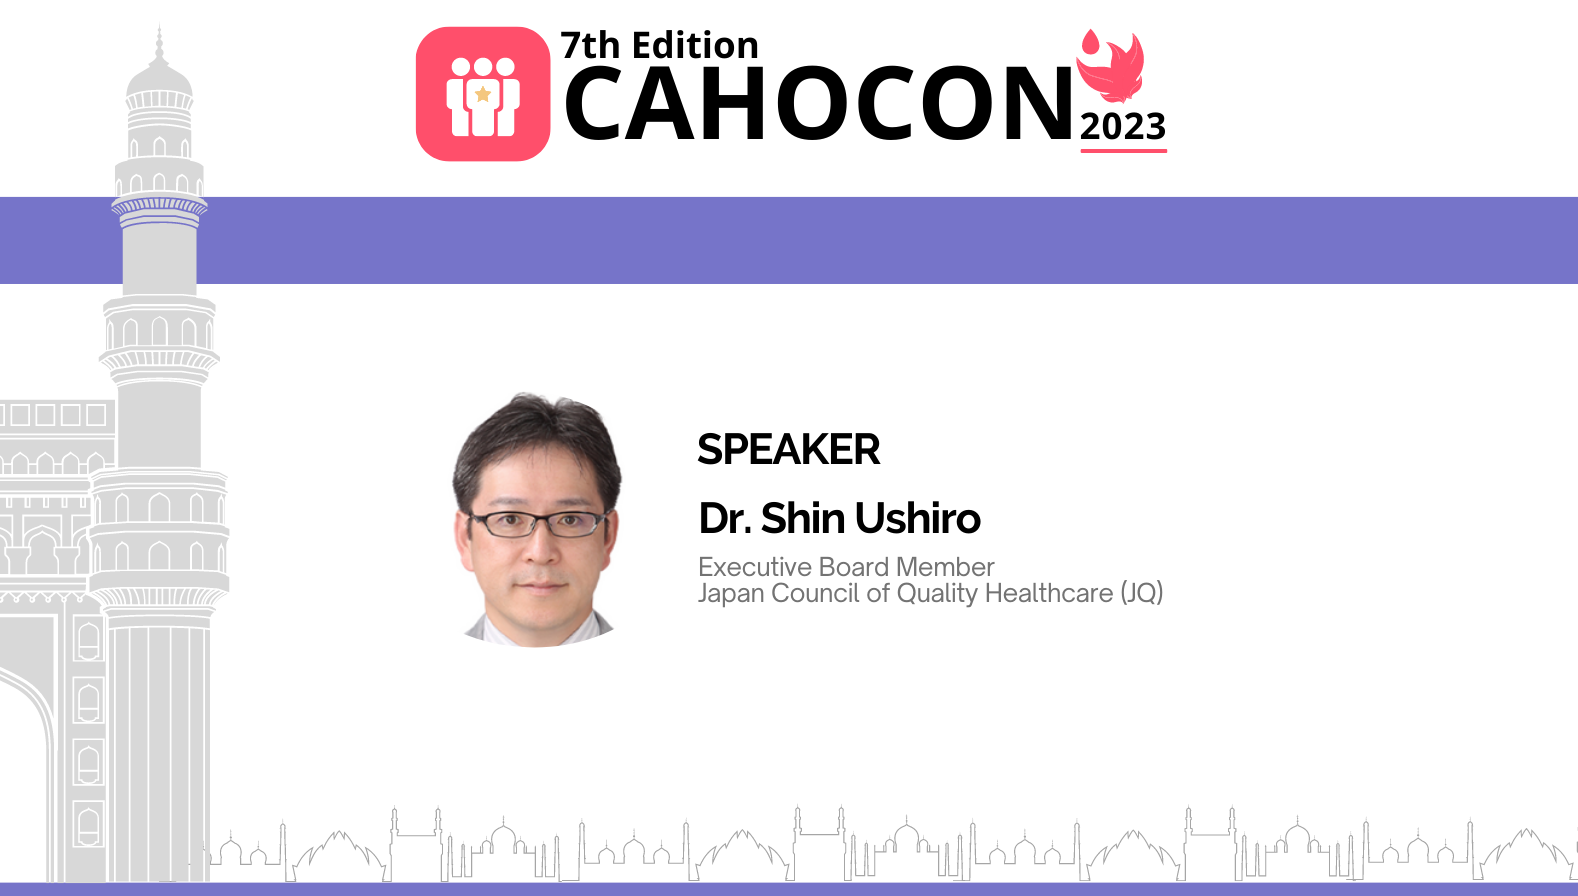 7th Edition
CAHOCON
2023
SPEAKER
Dr. Shin Ushiro
Executive Board Member
Japan Council of Quality Healthcare (JQ)